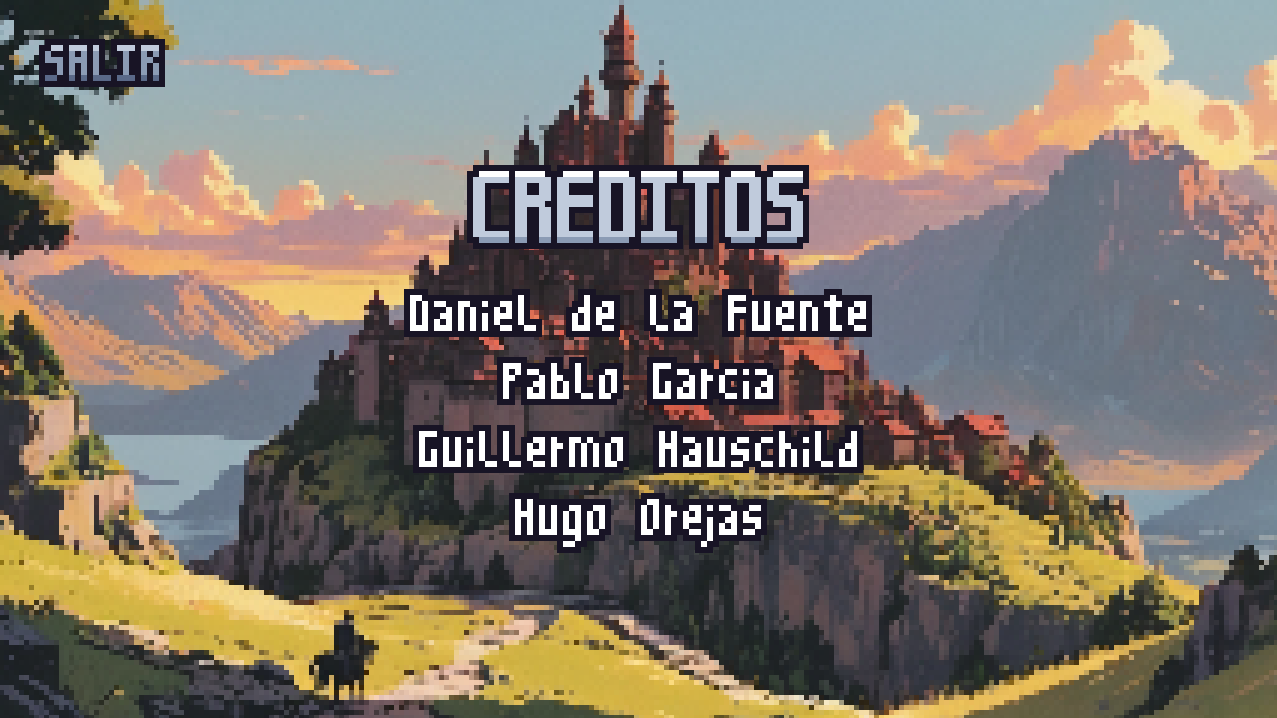 SALIR
CREDITOS
Daniel de la Fuente
Pablo Garcia
Guillermo Hauschild
Hugo Orejas